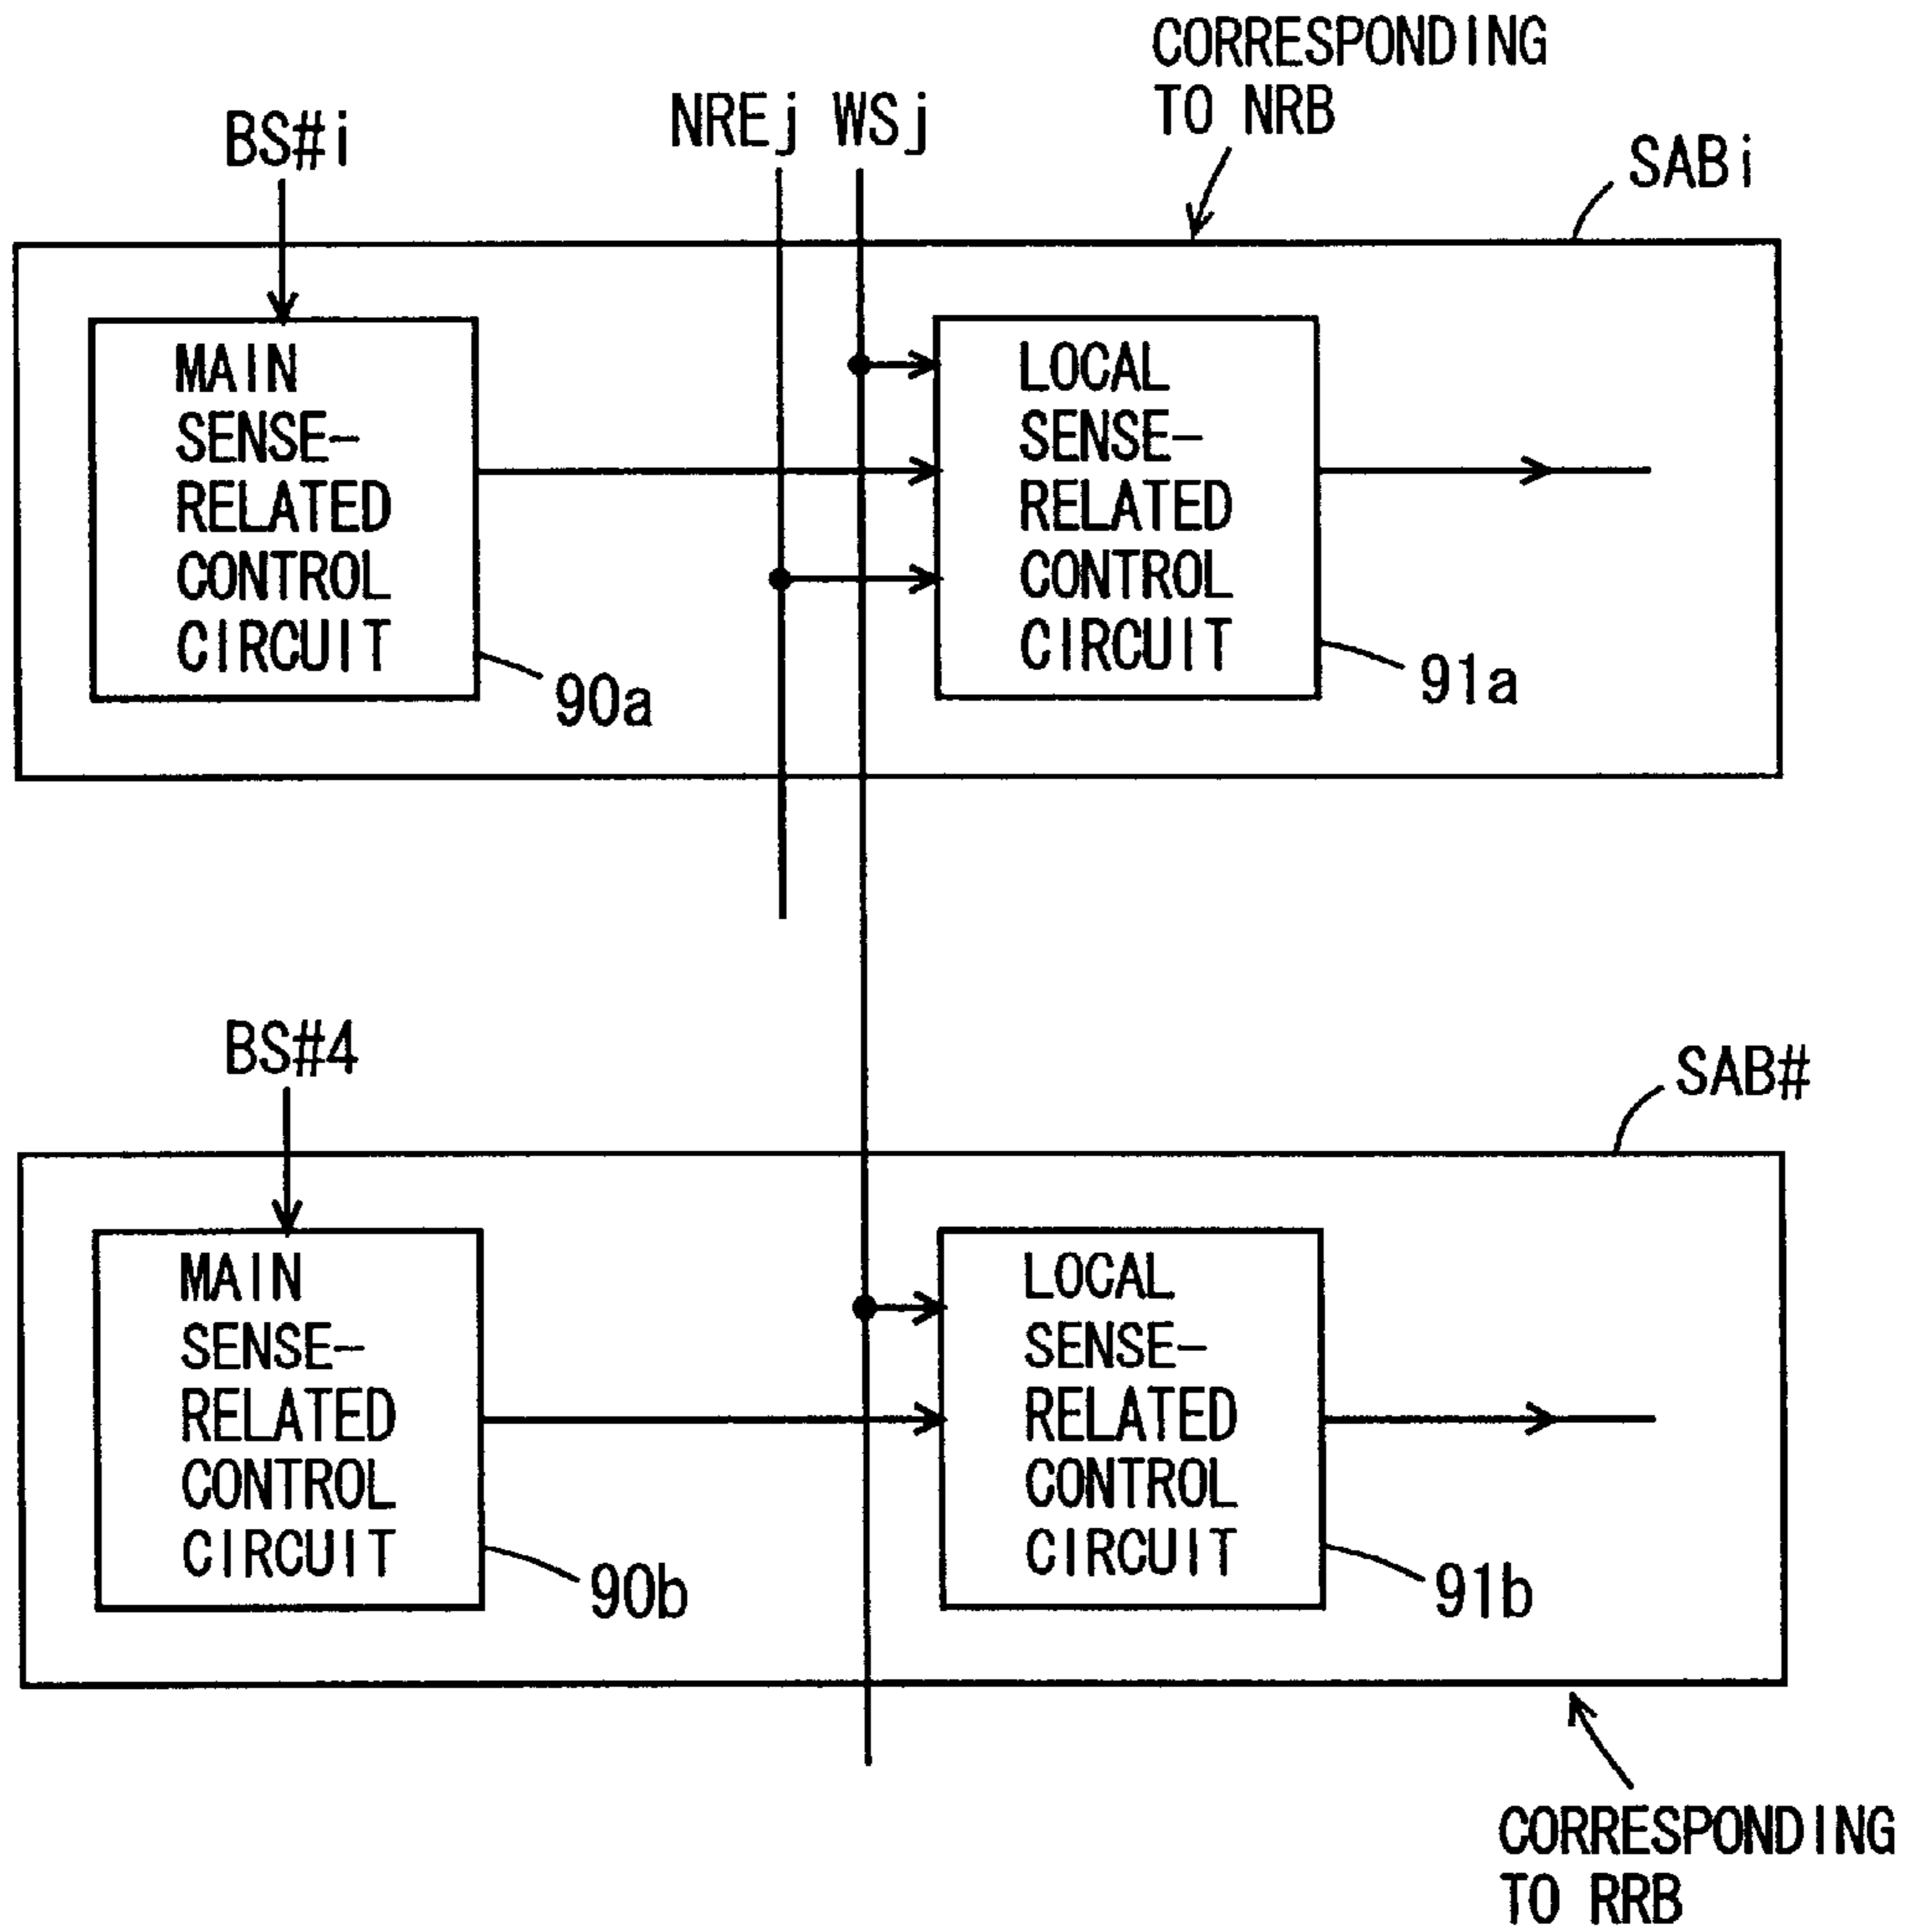 CORRESPONDING
TO NRB
BS#i
NREj WSj
SABi
MAIN
SENSE-
RELATED
CONTROL
CIRCUIT
90a
LOCAL
SENSE-
RELATED
CONTROL
CIRCUIT
91a
BS#4
SAB#
MAIN
SENSE-
RELATED
CONTROL
CIRCUIT
90b
LOCAL
SENSE-
RELATED
CONTROL
CIRCUIT
91b
CORRESPONDING
TO RRB